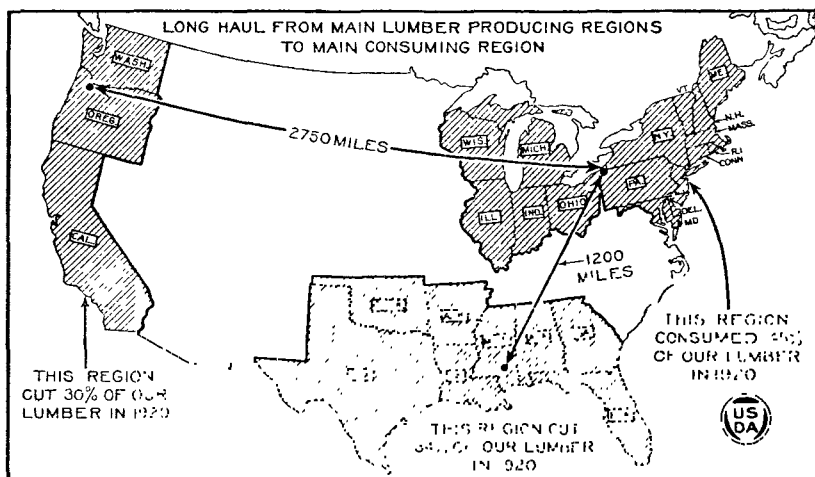 LONG HAUL FROM MAIN LUMBER PRODUCING REGIONS
TO MAIN CONSUMING REGION
WASH.
OREG.
CAL.
2750 MILES
WIS.
MICH
ILL
IND.
OHIO
PA.
N.Y.
VT.
ME.
N.H.
MASS.
R.I
CONN
DEL.
MD
1200
MILES
THIS REGION
CUT 30% OF OUR
LUMBER IN 1920
THIS REGION CUT
OF OUR LUMBER
IN 1920
THIS REGION
CONSUMED
OF OUR LUMBER
IN 1920
US
DA